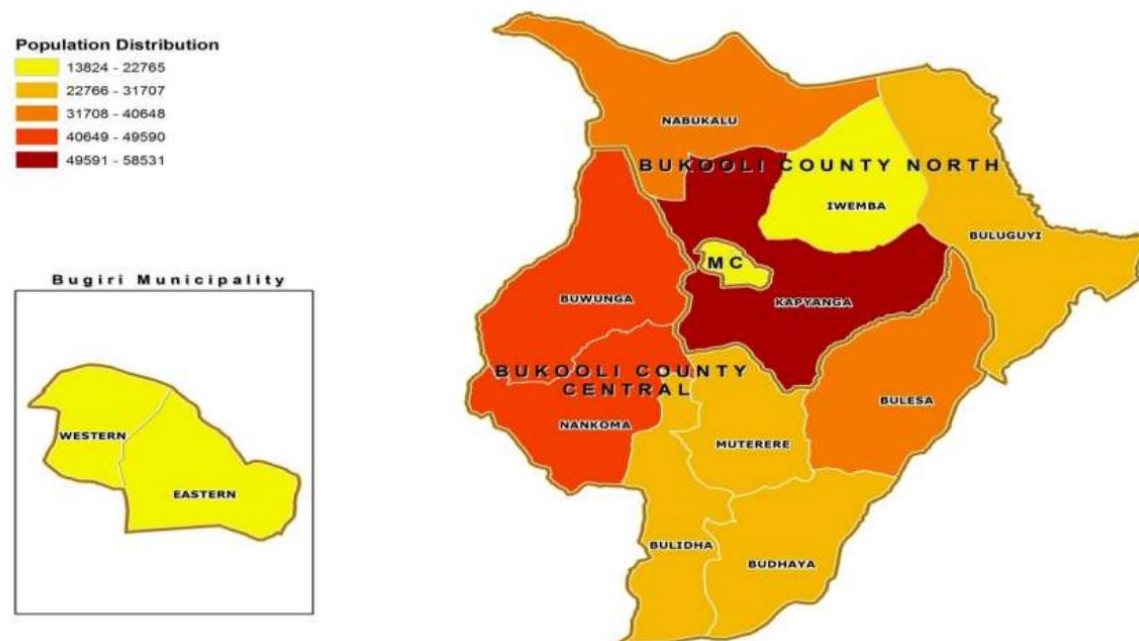 Population Distribution
13824 - 22765
22766 - 31707
31708 - 40648
40649 - 49590
49591 - 58531
Bugiri Municipality
WESTERN
EASTERN
NABUKALU
BUKOOLI COUNTY NORTH
IWEMBA
BULUGUYI
MC
KAPYANGA
BUWUNGA
BUKOOLI COUNTY
CENTRAL
NANKOMA
BULESA
MUTERERE
BULIDHA
BUDHAYA